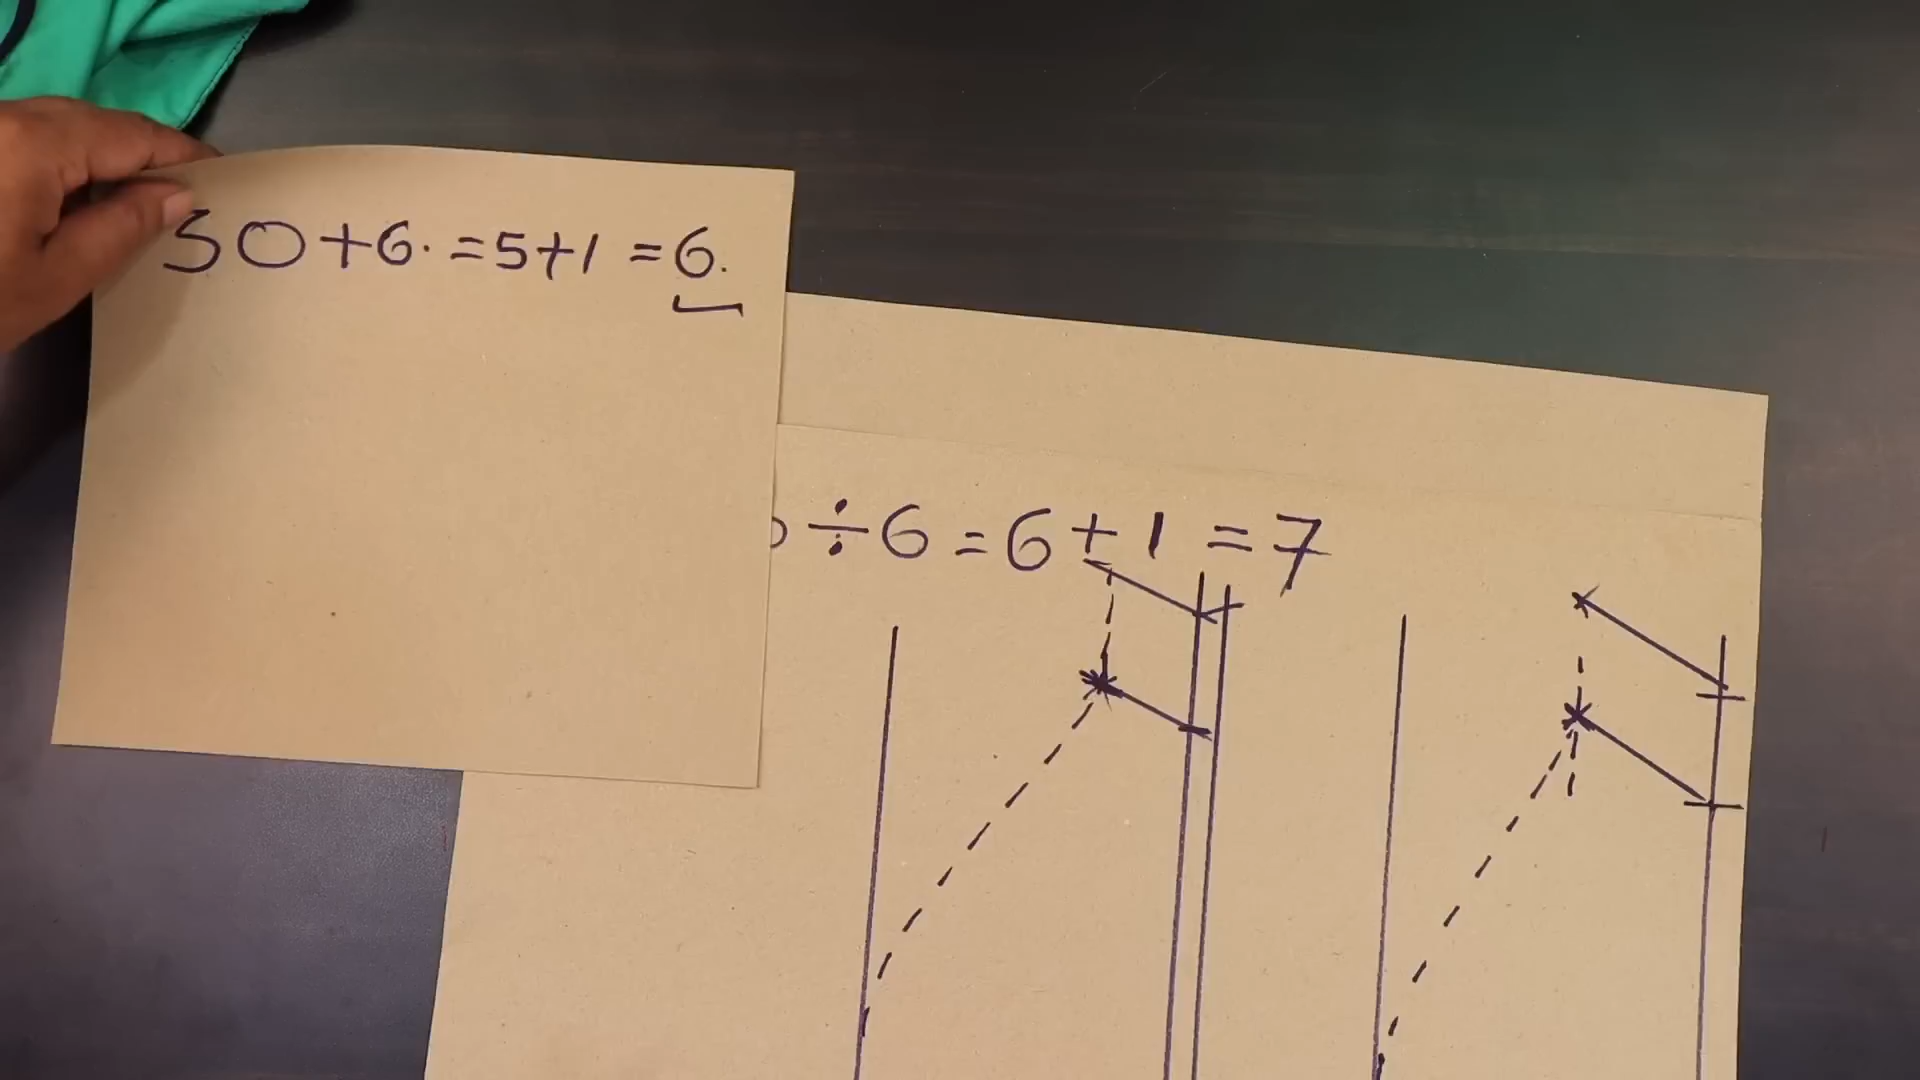 30+6. =5+1 =6.
÷6 =6+1 =7